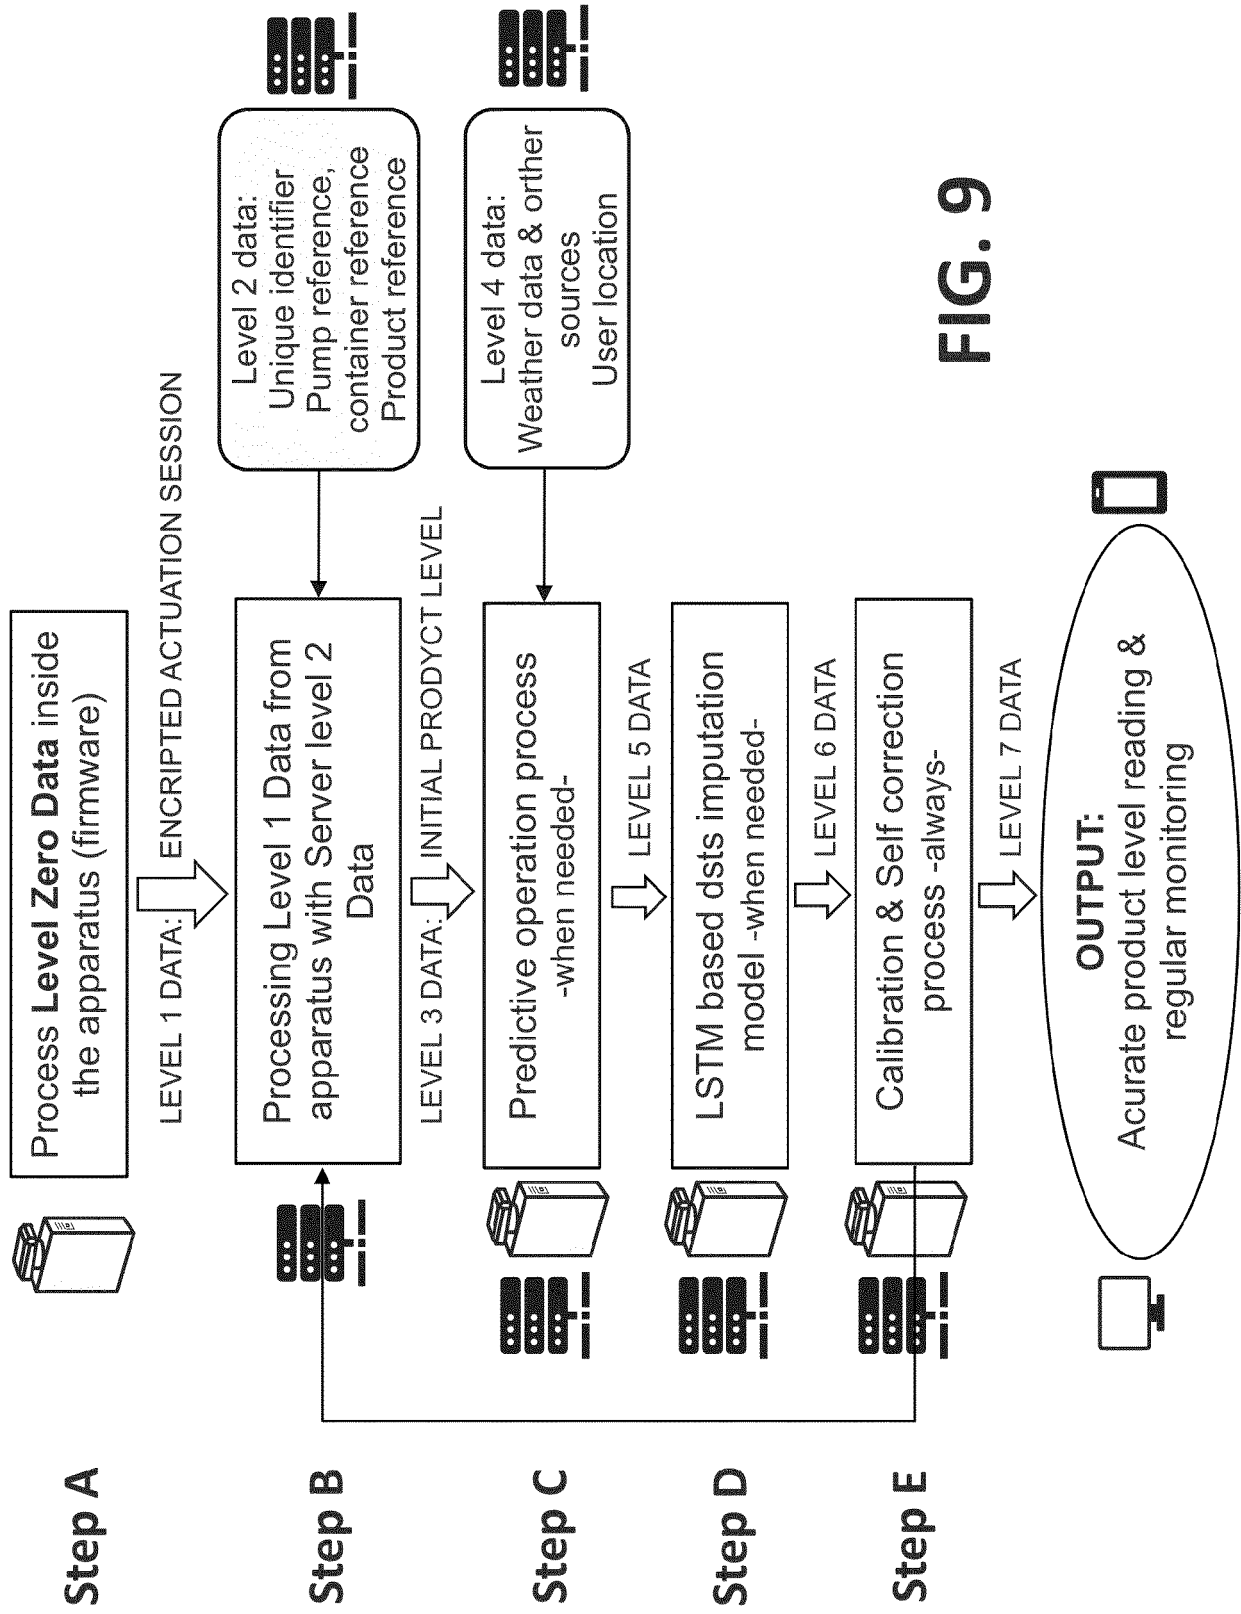 Step A
Process Level Zero Data inside
the apparatus (firmware)
LEVEL 1 DATA: ENCRIPTED ACTUATION SESSION
Step B
Processing Level 1 Data from
apparatus with Server level 2
Data
Level 2 data:
Unique identifier
Pump reference,
container reference
Product reference
LEVEL 3 DATA: INITIAL PRODYCT LEVEL
Step C
Predictive operation process
-when needed-
Level 4 data:
Weather data & orther
sources
User location
LEVEL 5 DATA
Step D
LSTM based dsts imputation
model -when needed-
LEVEL 6 DATA
Step E
Calibration & Self correction
process -always-
LEVEL 7 DATA
OUTPUT:
Acurate product level reading &
regular monitoring
FIG. 9